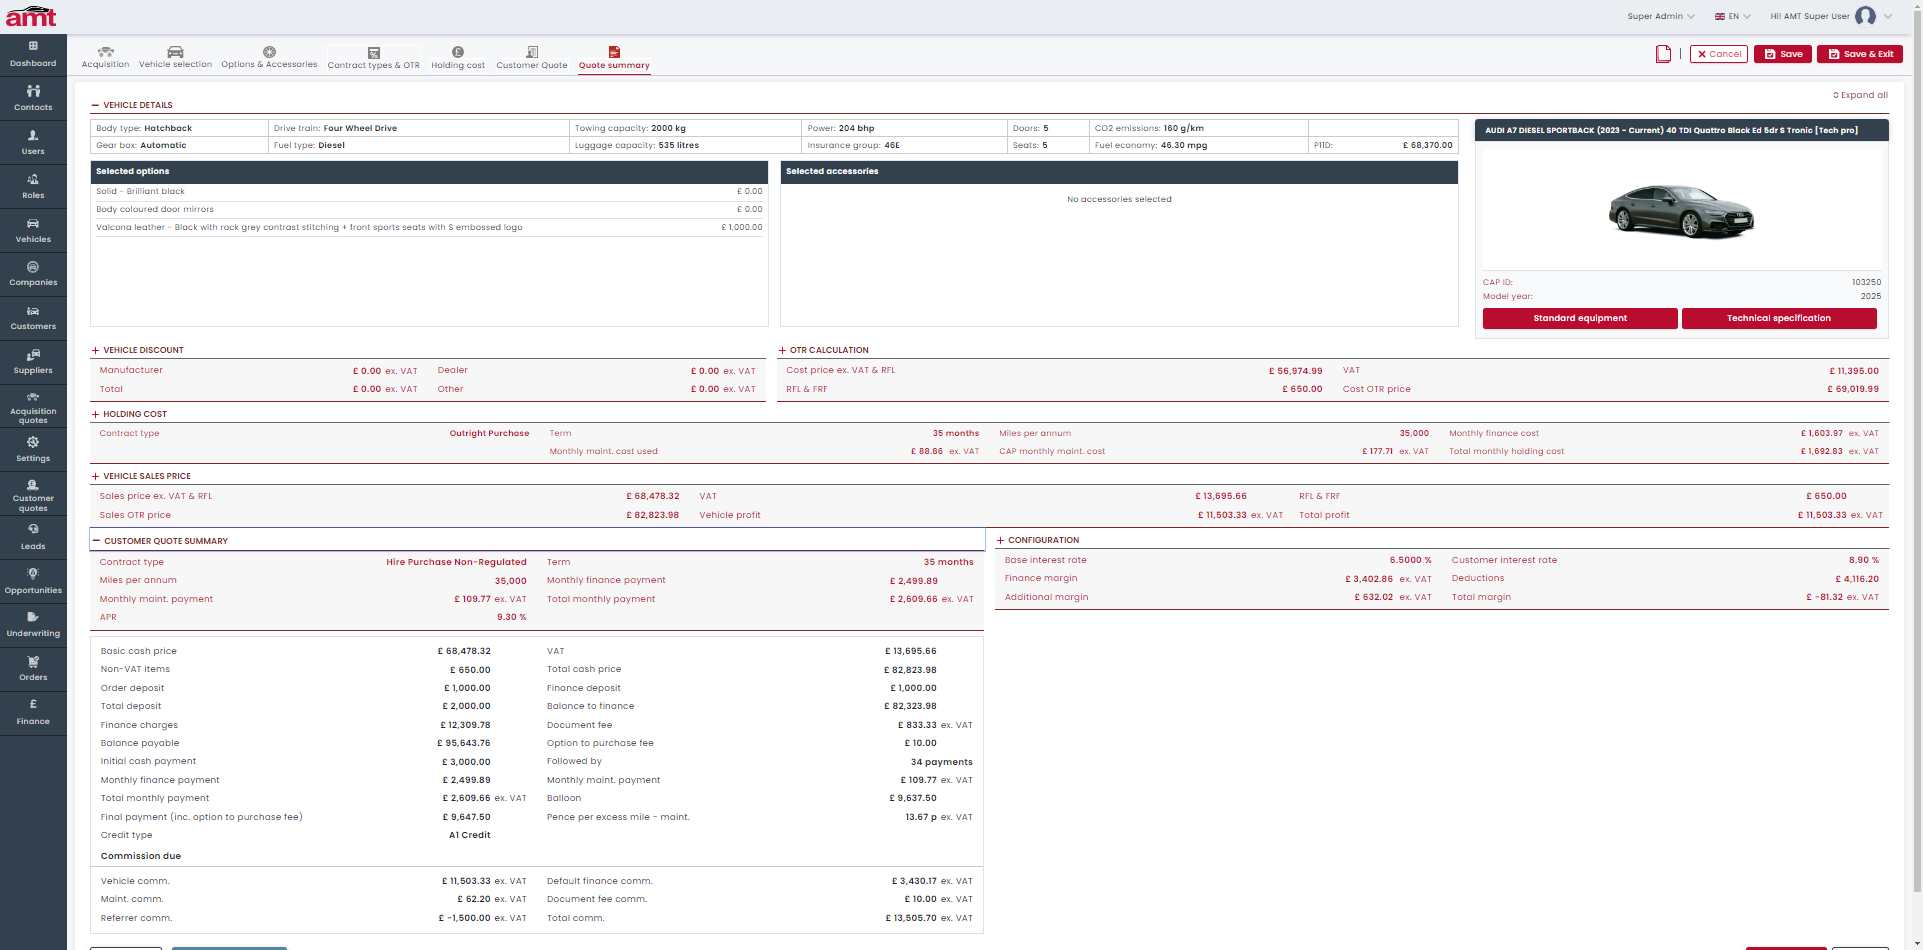 amt
Super Admin EN Hi! AMT Super User
Dashboard
Contacts
Users
Roles
Vehicles
Companies
Customers
Suppliers
Acquisition
quotes
Settings
Customer
quotes
Leads
Opportunities
Underwriting
Orders
Finance
Acquisition Vehicle selection Options & Accessories Contract types & OTR Holding cost Customer Quote Quote summary
Cancel Save Save & Exit
Expand all
VEHICLE DETAILS
Body type: Hatchback Drive train: Four Wheel Drive Towing capacity: 2000 kg Power: 204 bhp Doors: 5 CO2 emissions: 160 g/km
Gear box: Automatic Fuel type: Diesel Luggage capacity: 535 litres Insurance group: 46E Seats: 5 Fuel economy: 46.30 mpg P11D: £ 68,370.00
Selected options
Solid - Brilliant black £ 0.00
Body coloured door mirrors £ 0.00
Valcona leather - Black with rock grey contrast stitching + front sports seats with S embossed logo £ 1,000.00
Selected accessories
No accessories selected
AUDI A7 DIESEL SPORTBACK (2023 - Current) 40 TDI Quattro Black Ed 5dr S Tronic [Tech pro]
CAP ID: 103250
Model year: 2025
Standard equipment Technical specification
VEHICLE DISCOUNT
Manufacturer £ 0.00 ex. VAT Dealer £ 0.00 ex. VAT
Total £ 0.00 ex. VAT Other £ 0.00 ex. VAT
OTR CALCULATION
Cost price ex. VAT & RFL £ 56,974.99 VAT £ 11,395.00
RFL & FRF £ 650.00 Cost OTR price £ 69,019.99
HOLDING COST
Contract type Outright Purchase Term 35 months Miles per annum 35,000 Monthly finance cost £ 1,603.97 ex. VAT
Monthly maint. cost used £ 88.86 ex. VAT CAP monthly maint. cost £ 177.71 ex. VAT Total monthly holding cost £ 1,692.83 ex. VAT
VEHICLE SALES PRICE
Sales price ex. VAT & RFL £ 68,478.32 VAT £ 13,695.66 RFL & FRF £ 650.00
Sales OTR price £ 82,823.98 Vehicle profit £ 11,503.33 ex. VAT Total profit £ 11,503.33 ex. VAT
CUSTOMER QUOTE SUMMARY
Contract type Hire Purchase Non-Regulated Term 35 months
Miles per annum 35,000 Monthly finance payment £ 2,499.89
Monthly maint. payment £ 109.77 ex. VAT Total monthly payment £ 2,609.66 ex. VAT
APR 9.30 %
CONFIGURATION
Base interest rate 6.5000 % Customer interest rate 8.90 %
Finance margin £ 3,402.86 ex. VAT Deductions £ 4,116.20
Additional margin £ 632.02 ex. VAT Total margin £ -81.32 ex. VAT
Basic cash price £ 68,478.32 VAT £ 13,695.66
Non-VAT items £ 650.00 Total cash price £ 82,823.98
Order deposit £ 1,000.00 Finance deposit £ 1,000.00
Total deposit £ 2,000.00 Balance to finance £ 82,323.98
Finance charges £ 12,309.78 Document fee £ 833.33 ex. VAT
Balance payable £ 95,643.76 Option to purchase fee £ 10.00
Initial cash payment £ 3,000.00 Followed by 34 payments
Monthly finance payment £ 2,499.89 Monthly maint. payment £ 109.77 ex. VAT
Total monthly payment £ 2,609.66 ex. VAT Balloon £ 9,637.50
Final payment (inc. option to purchase fee) £ 9,647.50 Pence per excess mile - maint. 13.67 p ex. VAT
Credit type A1 Credit
Commission due
Vehicle comm. £ 11,503.33 ex. VAT Default finance comm. £ 3,430.17 ex. VAT
Maint. comm. £ 62.20 ex. VAT Document fee comm. £ 10.00 ex. VAT
Referrer comm. £ -1,500.00 ex. VAT Total comm. £ 13,505.70 ex. VAT